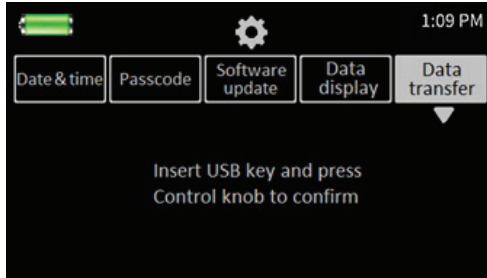 1:09 PM
Date & time
Passcode
Software
update
Data
display
Data
transfer
Insert USB key and press
Control knob to confirm